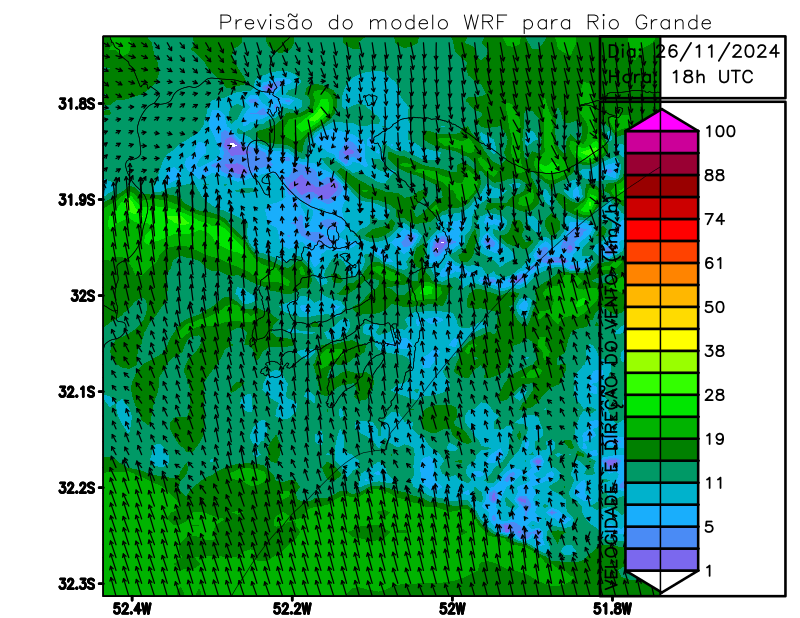 Previsão do modelo WRF para Rio Grande
Dia: 26/11/2024
Hora: 18h UTC
31.8S
31.9S
32S
32.1S
32.2S
32.3S
52.4W
52.2W
52W
51.8W
VELOCIDADE E DIREÇÃO DO VENTO (km/h)
100
88
74
61
50
38
28
19
11
5
1